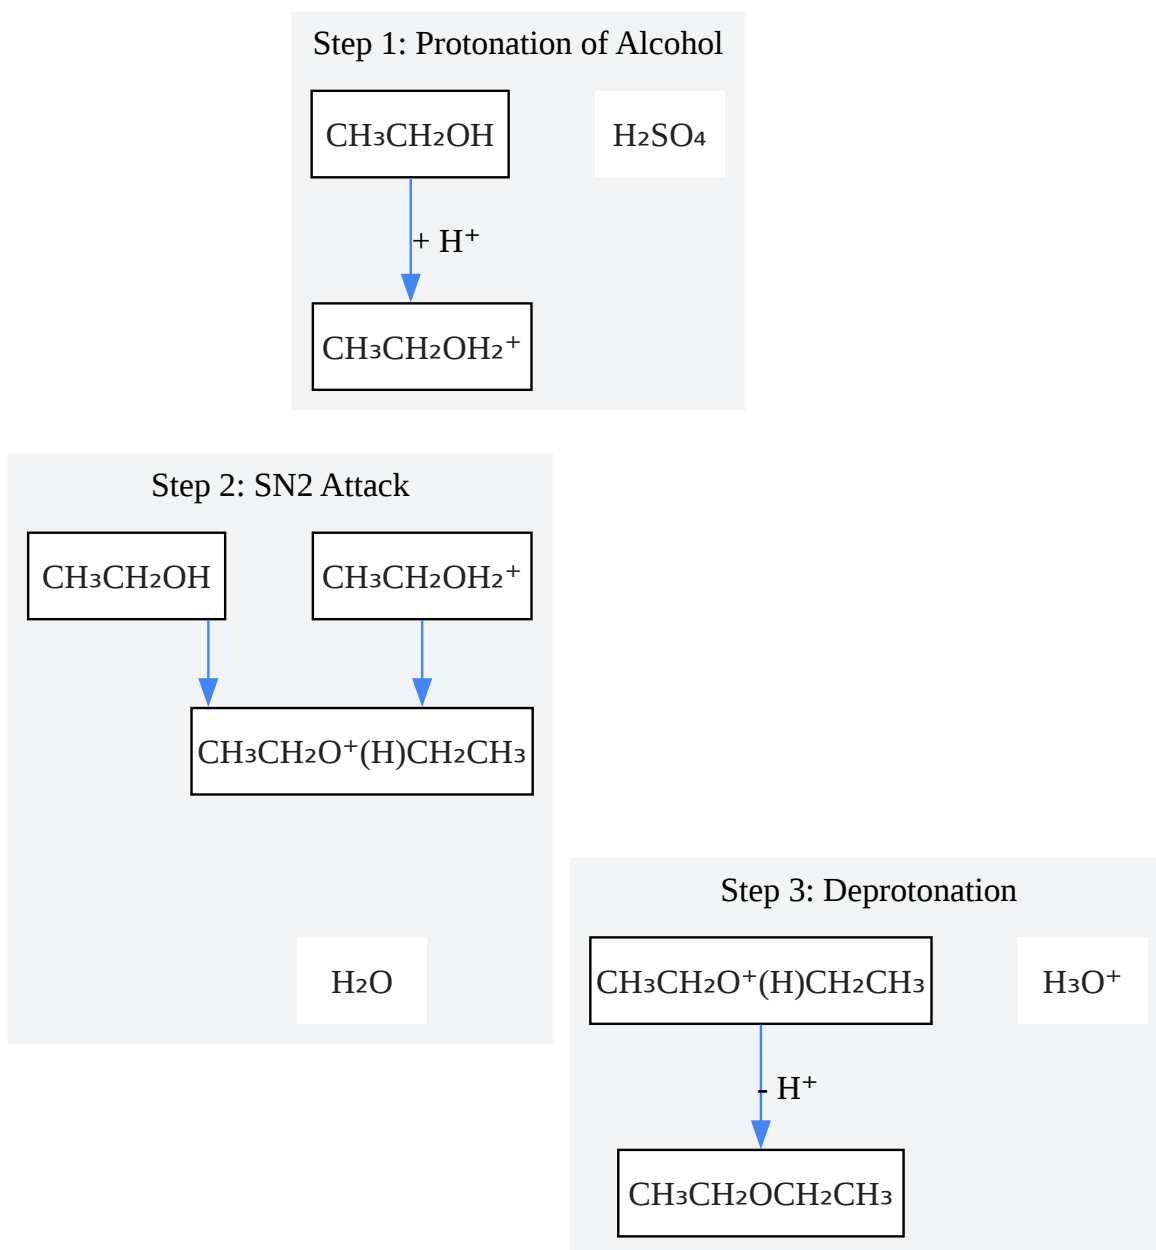 Step 1: Protonation of Alcohol
CH₃CH₂OH
H₂SO₄
+ H⁺
CH₃CH₂OH₂⁺
Step 2: SN2 Attack
CH₃CH₂OH
CH₃CH₂OH₂⁺
CH₃CH₂O⁺(H)CH₂CH₃
H₂O
Step 3: Deprotonation
CH₃CH₂O⁺(H)CH₂CH₃
H₃O⁺
- H⁺
CH₃CH₂OCH₂CH₃